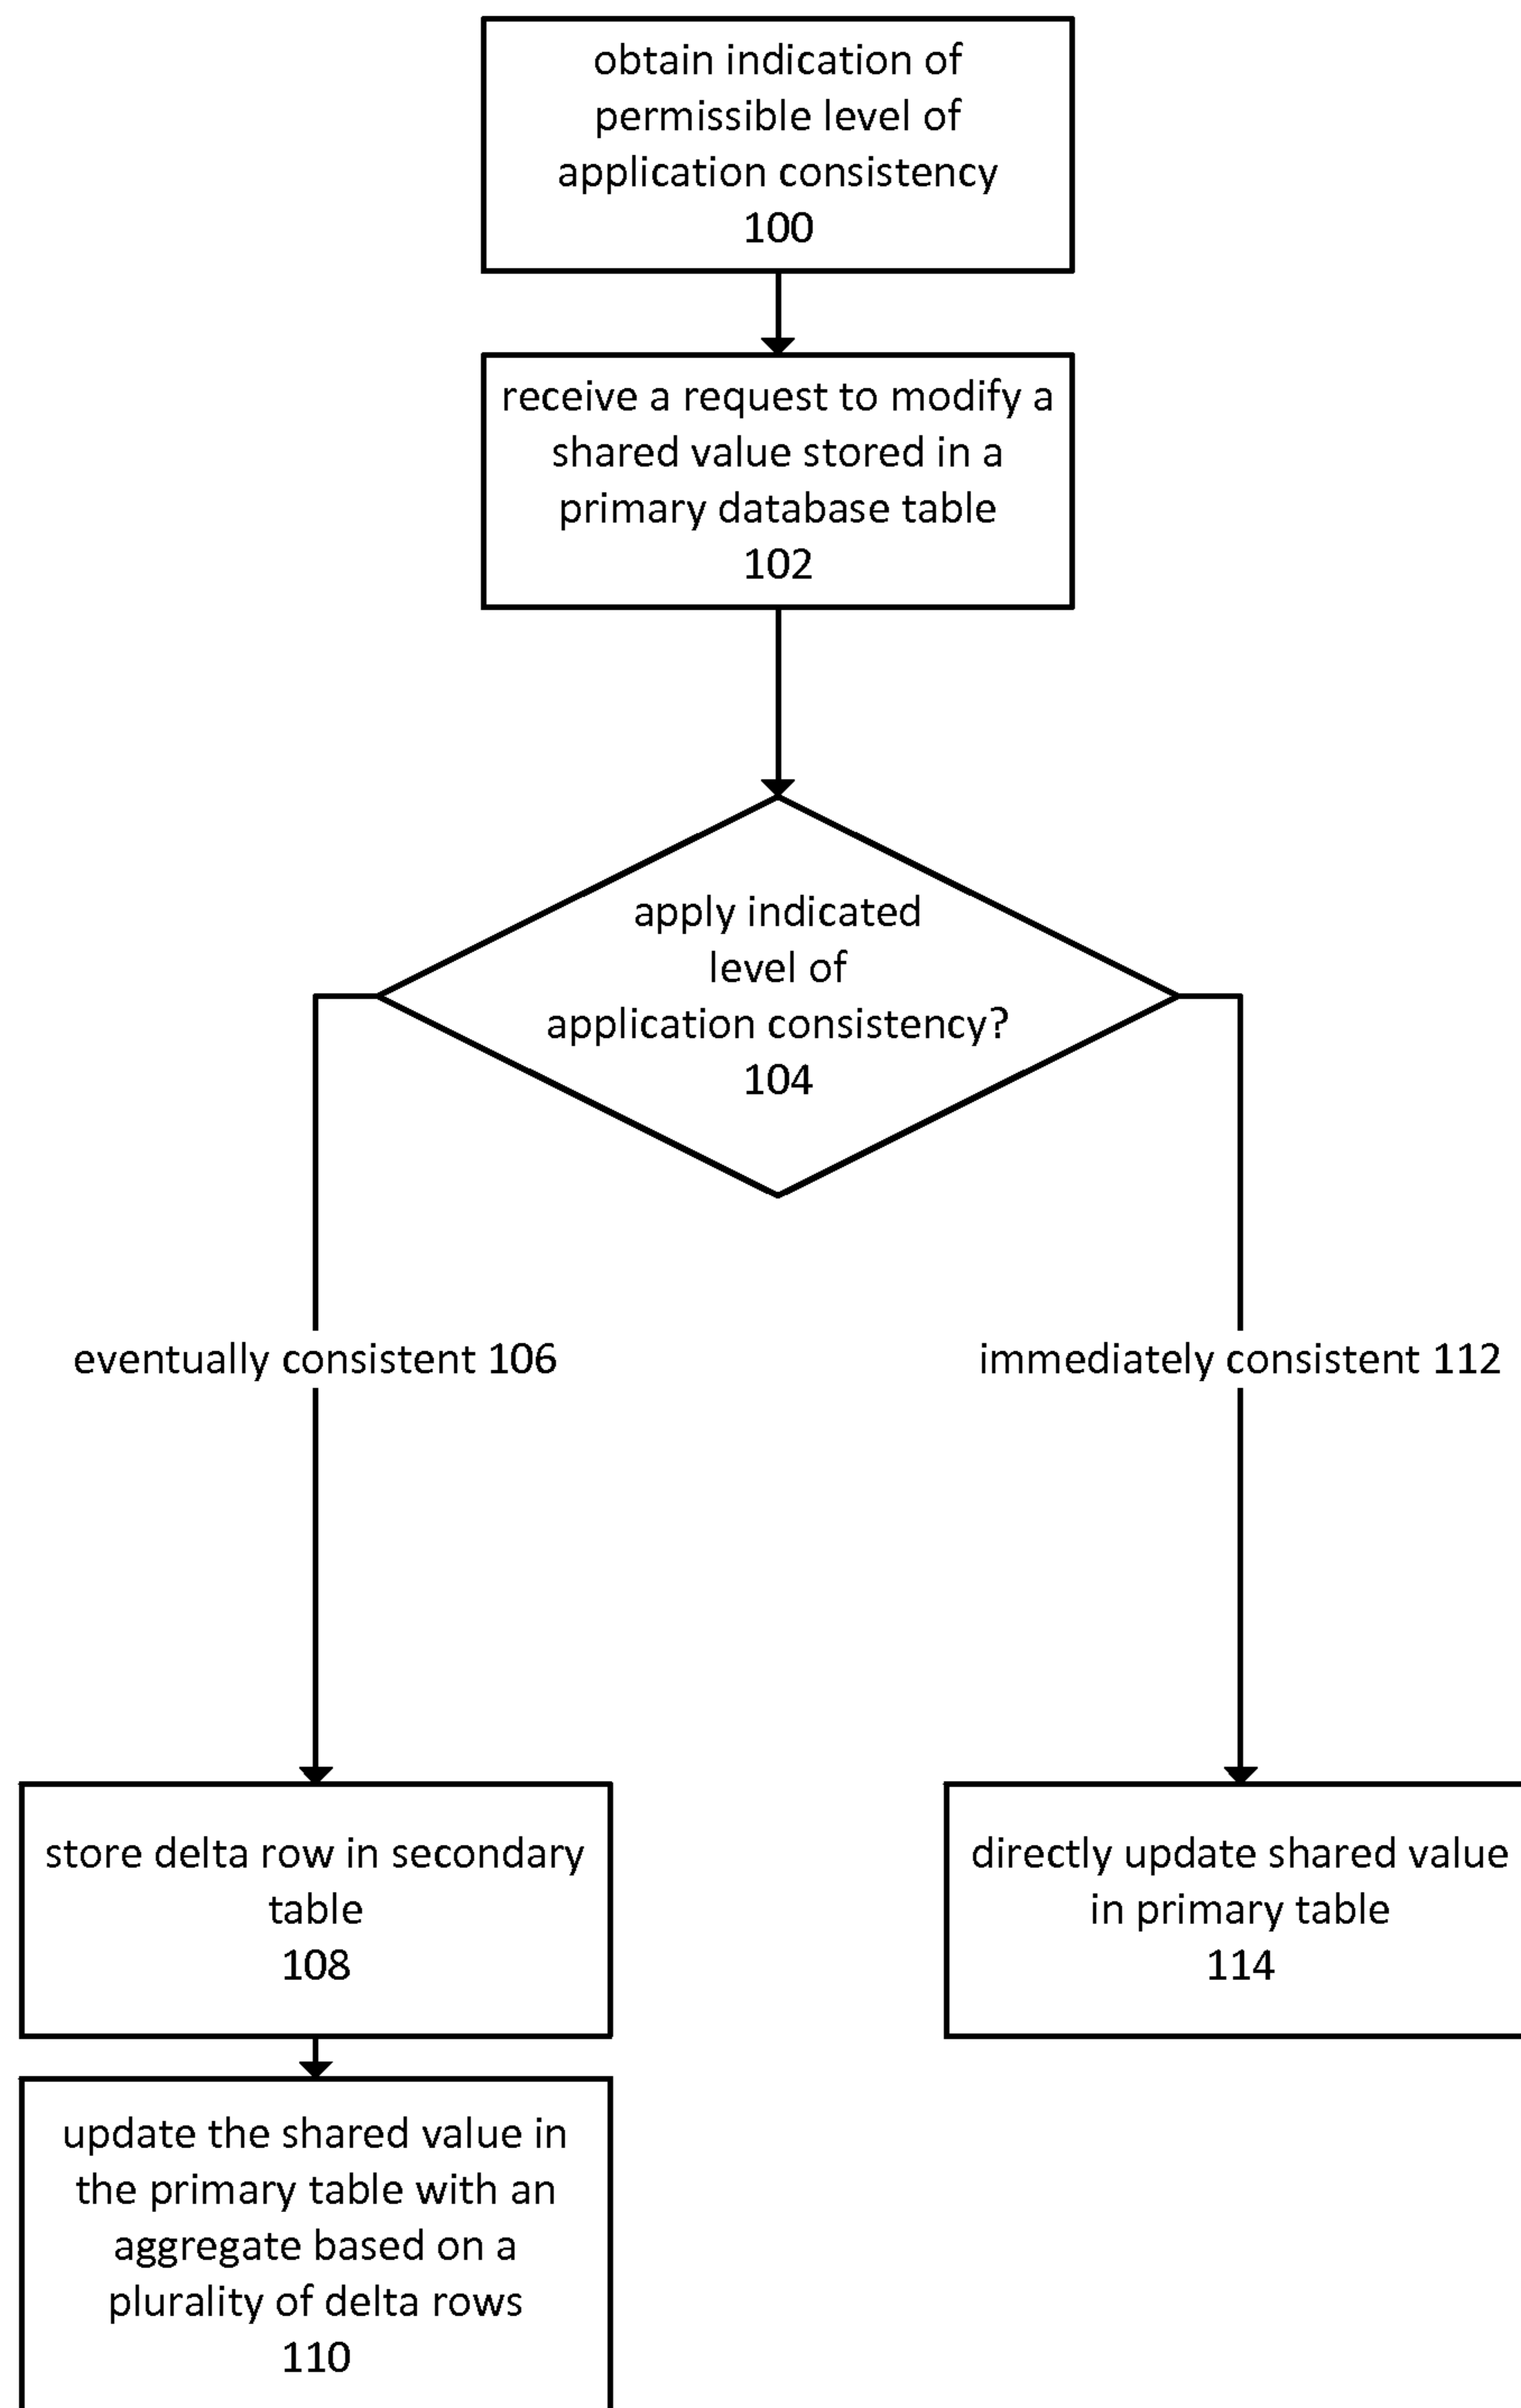 obtain indication of
permissible level of
application consistency
100
receive a request to modify a
shared value stored in a
primary database table
102
apply indicated
level of
application consistency?
104
eventually consistent 106
immediately consistent 112
store delta row in secondary
table
108
directly update shared value
in primary table
114
update the shared value in
the primary table with an
aggregate based on a
plurality of delta rows
110